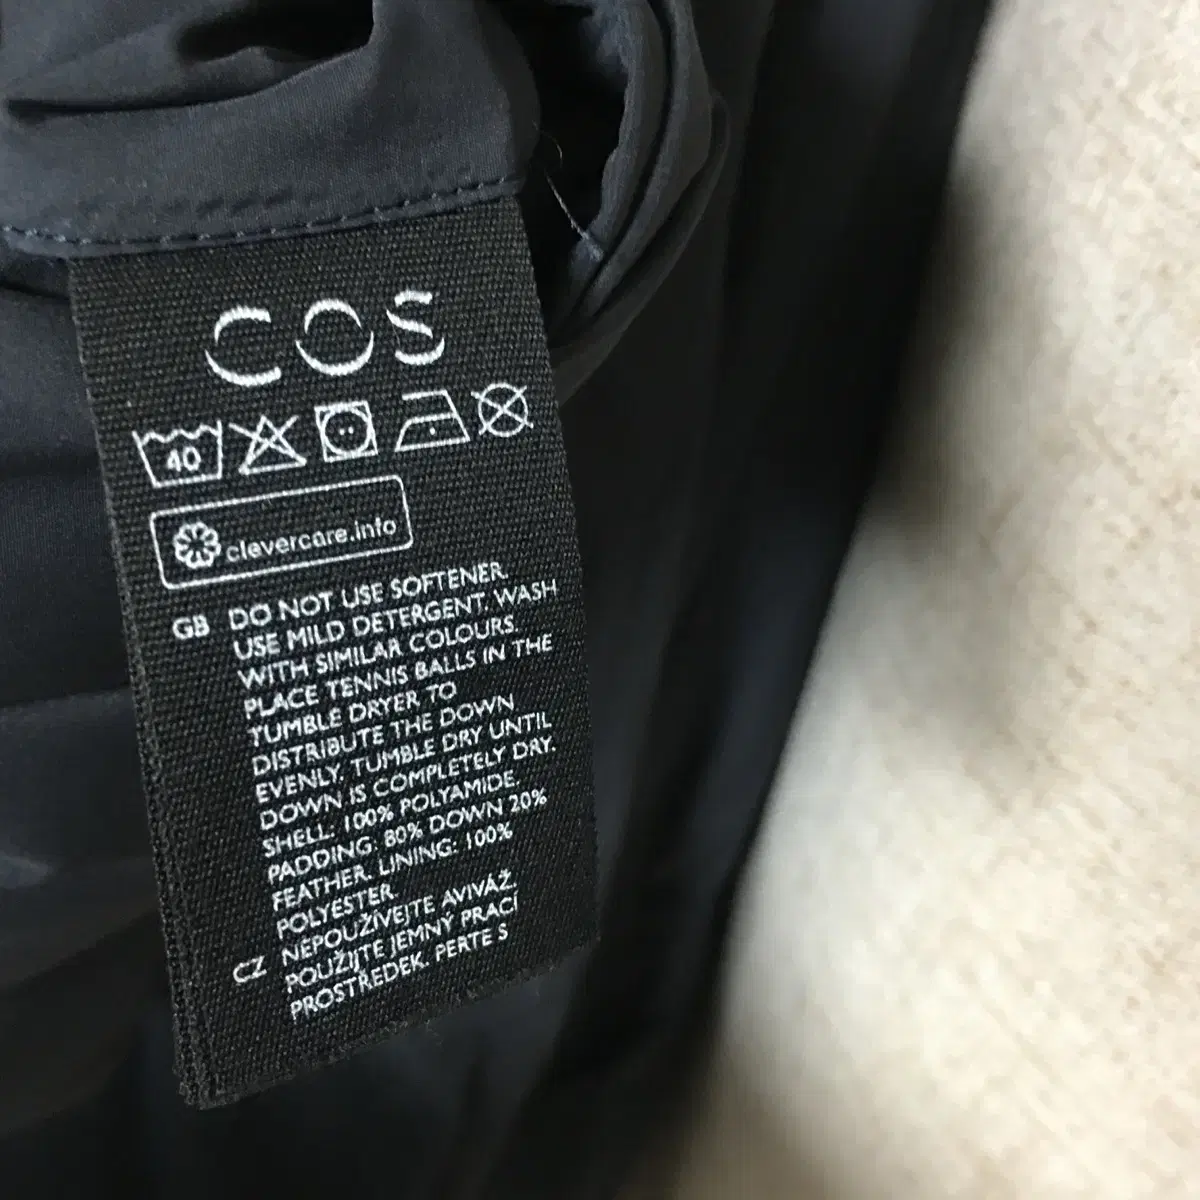 COS
40
clevercare.info
GB DO NOT USE SOFTENER.
USE MILD DETERGENT. WASH
WITH SIMILAR COLOURS.
PLACE TENNIS BALLS IN THE
TUMBLE DRYER TO
DISTRIBUTE THE DOWN
EVENLY. TUMBLE DRY UNTIL
DOWN IS COMPLETELY DRY.
SHELL: 100% POLYAMIDE.
PADDING: 80% DOWN 20%
FEATHER. LINING: 100%
POLYESTER.
CZ NEPOUŽÍVEJTE AVIVÁŽ.
POUŽIJTE JEMNÝ PRACÍ
PROSTŘEDEK. PERTE S